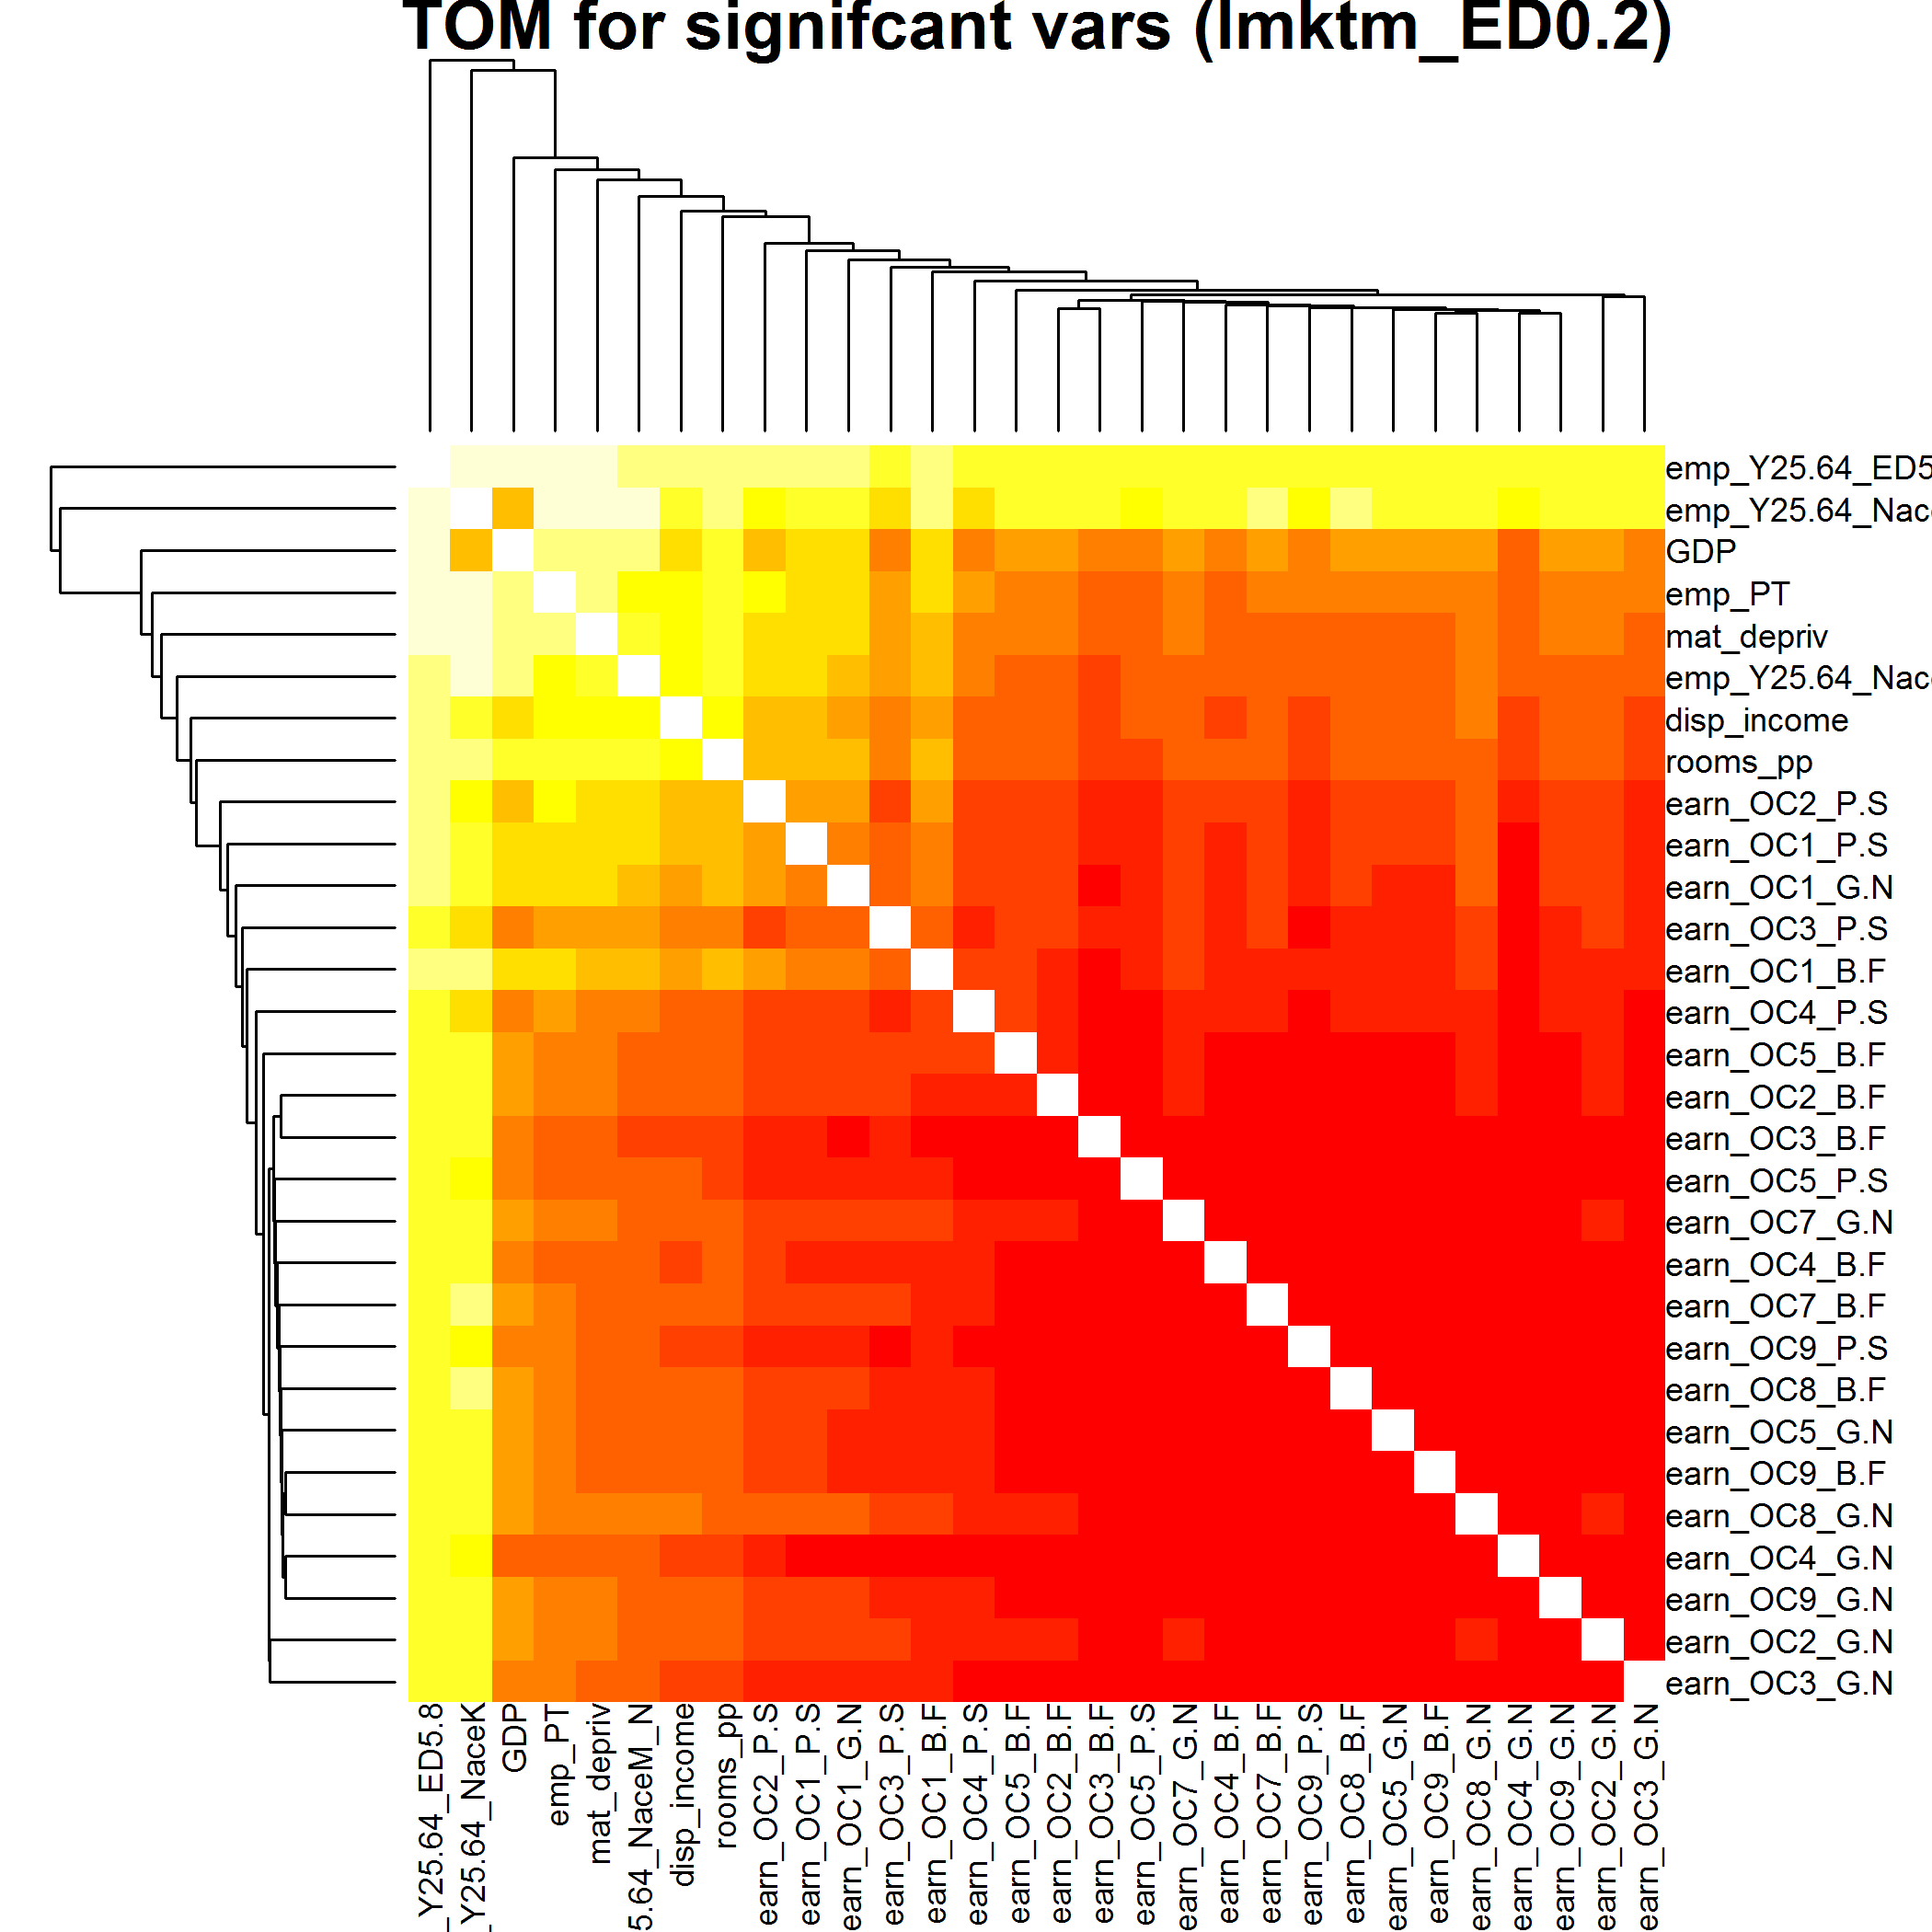 TOM for signifcant vars (lmktm_ED0.2)
emp_Y25.64_ED5
emp_Y25.64_Nac
GDP
emp_PT
mat_depriv
emp_Y25.64_Nac
disp_income
rooms_pp
earn_OC2_P.S
earn_OC1_P.S
earn_OC1_G.N
earn_OC3_P.S
earn_OC1_B.F
earn_OC4_P.S
earn_OC5_B.F
earn_OC2_B.F
earn_OC3_B.F
earn_OC5_P.S
earn_OC7_G.N
earn_OC4_B.F
earn_OC7_B.F
earn_OC9_P.S
earn_OC8_B.F
earn_OC5_G.N
earn_OC9_B.F
earn_OC8_G.N
earn_OC4_G.N
earn_OC9_G.N
earn_OC2_G.N
earn_OC3_G.N
_Y25.64_ED5.8
_Y25.64_NaceK
GDP
emp_PT
mat_depriv
5.64_NaceM_N
disp_income
rooms_pp
earn_OC2_P.S
earn_OC1_P.S
earn_OC1_G.N
earn_OC3_P.S
earn_OC1_B.F
earn_OC4_P.S
earn_OC5_B.F
earn_OC2_B.F
earn_OC3_B.F
earn_OC5_P.S
earn_OC7_G.N
earn_OC4_B.F
earn_OC7_B.F
earn_OC9_P.S
earn_OC8_B.F
earn_OC5_G.N
earn_OC9_B.F
earn_OC8_G.N
earn_OC4_G.N
earn_OC9_G.N
earn_OC2_G.N
earn_OC3_G.N